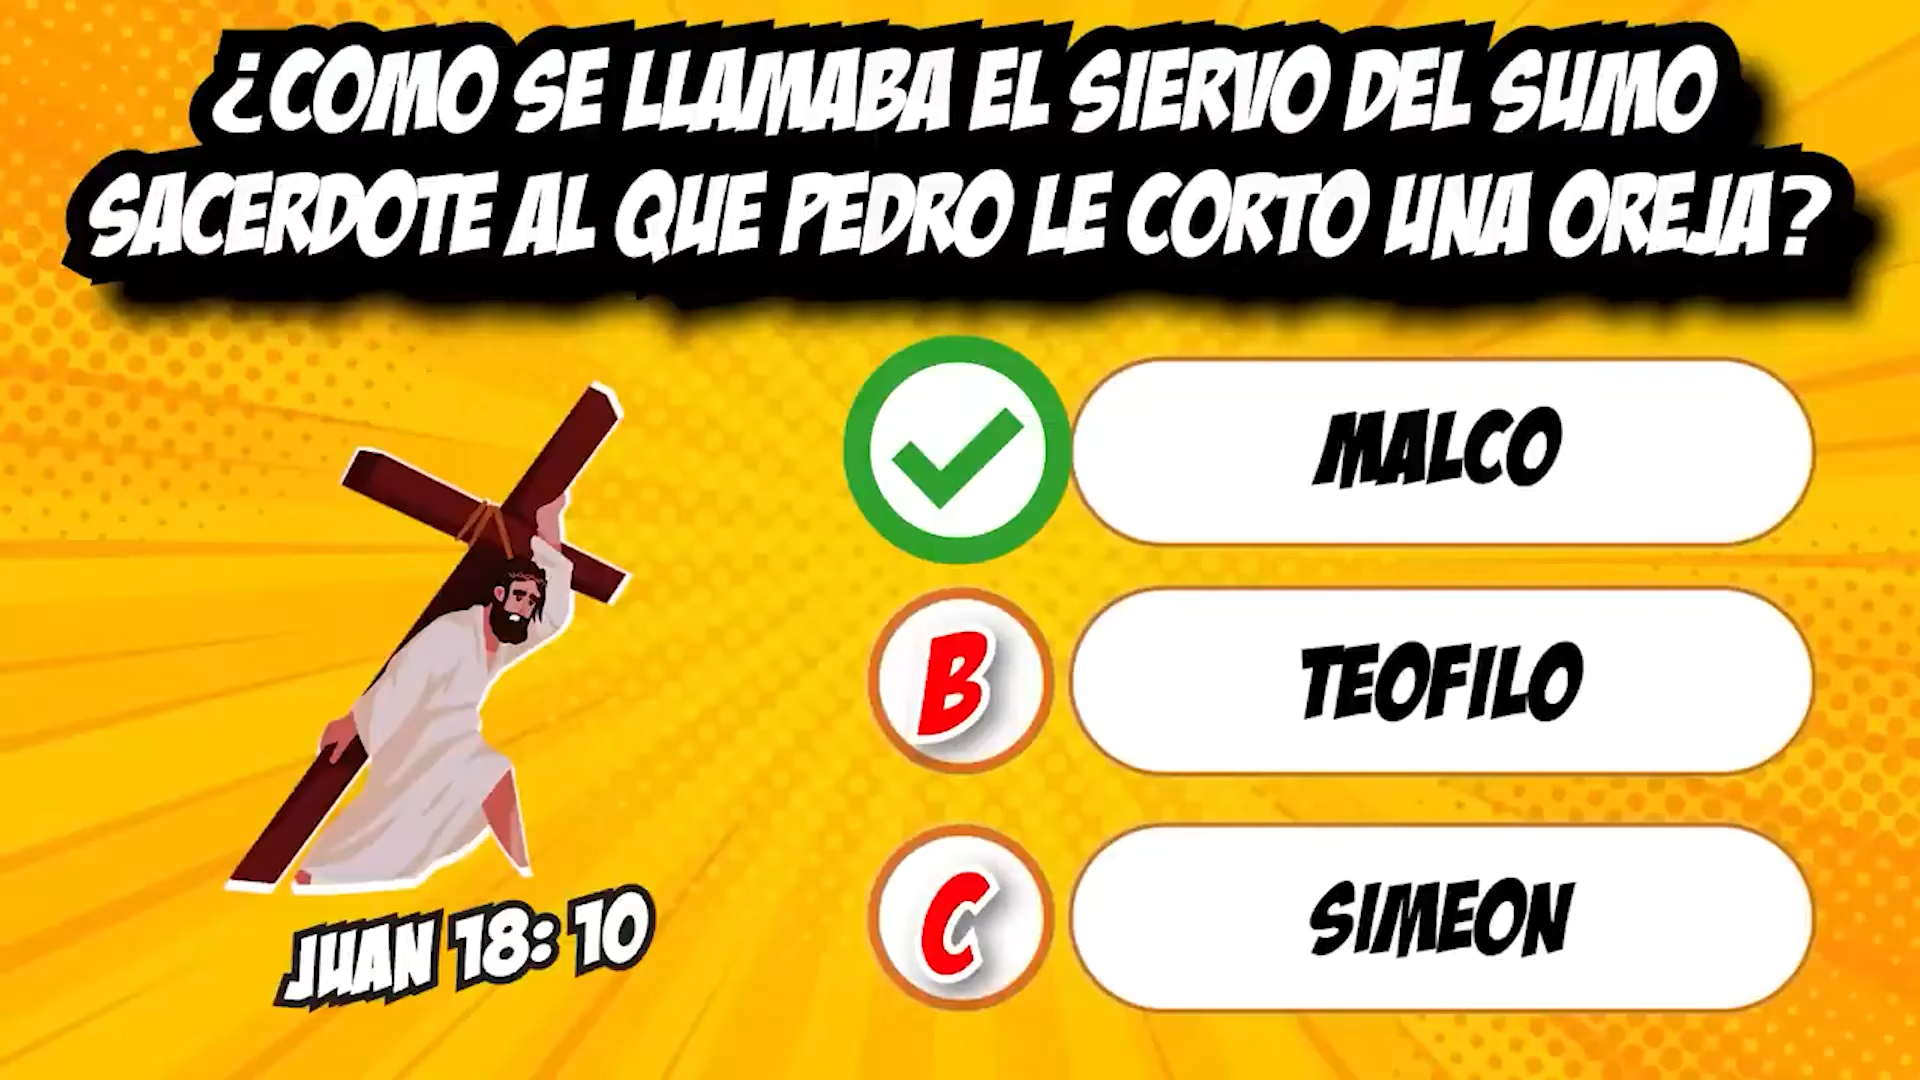 ¿COMO SE LLAMABA EL SIERVO DEL SUMO
SACERDOTE AL QUE PEDRO LE CORTO UNA OREJA?
MALCO
B
TEOFILO
C
SIMEON
JUAN 18: 10